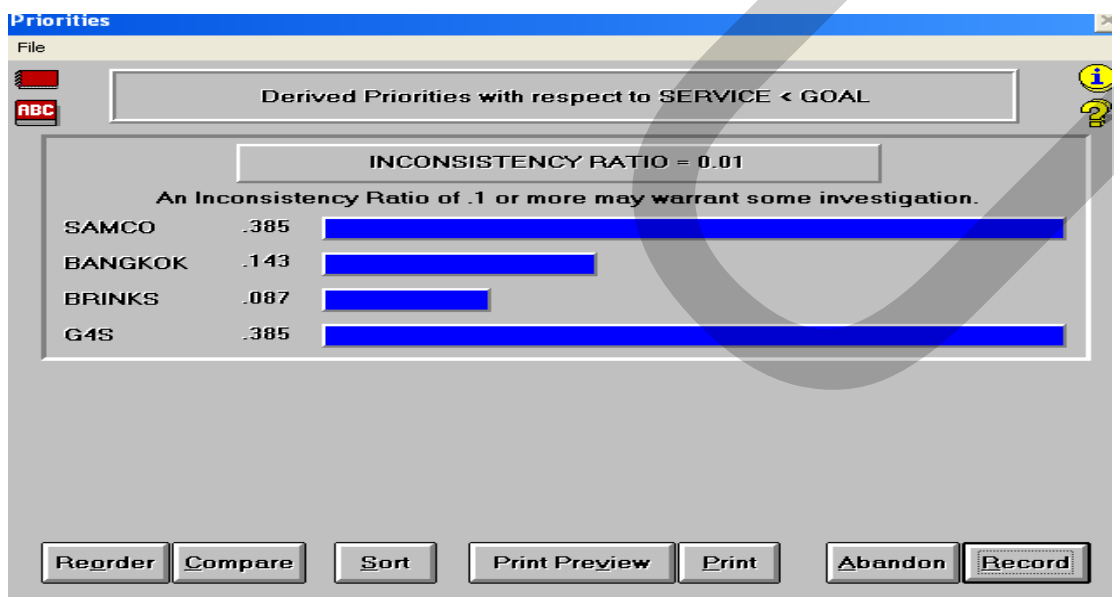 Priorities
File
ABC
Derived Priorities with respect to SERVICE < GOAL
i
?
INCONSISTENCY RATIO = 0.01
An Inconsistency Ratio of .1 or more may warrant some investigation.
SAMCO .385
BANGKOK .143
BRINKS .087
G4S .385
Reorder Compare Sort Print Preview Print Abandon Record